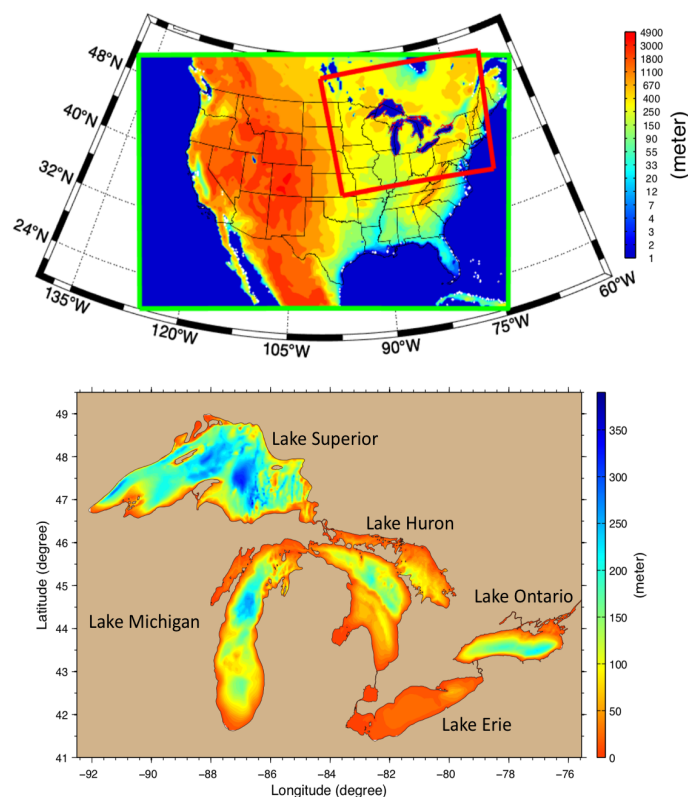 48°N
40°N
32°N
24°N
135°W
120°W
105°W
90°W
75°W
60°W
4900
3000
1800
1100
670
400
250
150
90
55
33
20
12
7
4
3
2
1
(meter)
49
48
47
46
45
44
43
42
41
Latitude (degree)
Lake Superior
Lake Huron
Lake Ontario
Lake Michigan
Lake Erie
−92
−90
−88
−86
−84
−82
−80
−78
−76
Longitude (degree)
350
300
250
200
150
100
50
0
(meter)